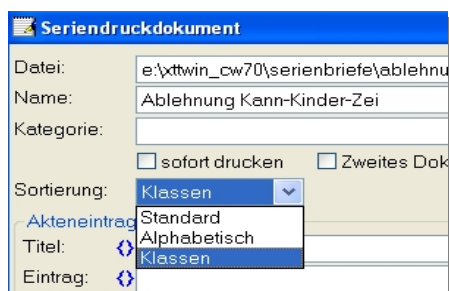 Seriendruckdokument
Datei: e:\xttwin_cw70\serienbriefe\ablehnu
Name: Ablehnung Kann-Kinder-Zei
Kategorie:
sofort drucken Zweites Dok
Sortierung: Klassen
Standard
Alphabetisch
Klassen
Akteneintrag
Titel: {}
Eintrag: {}